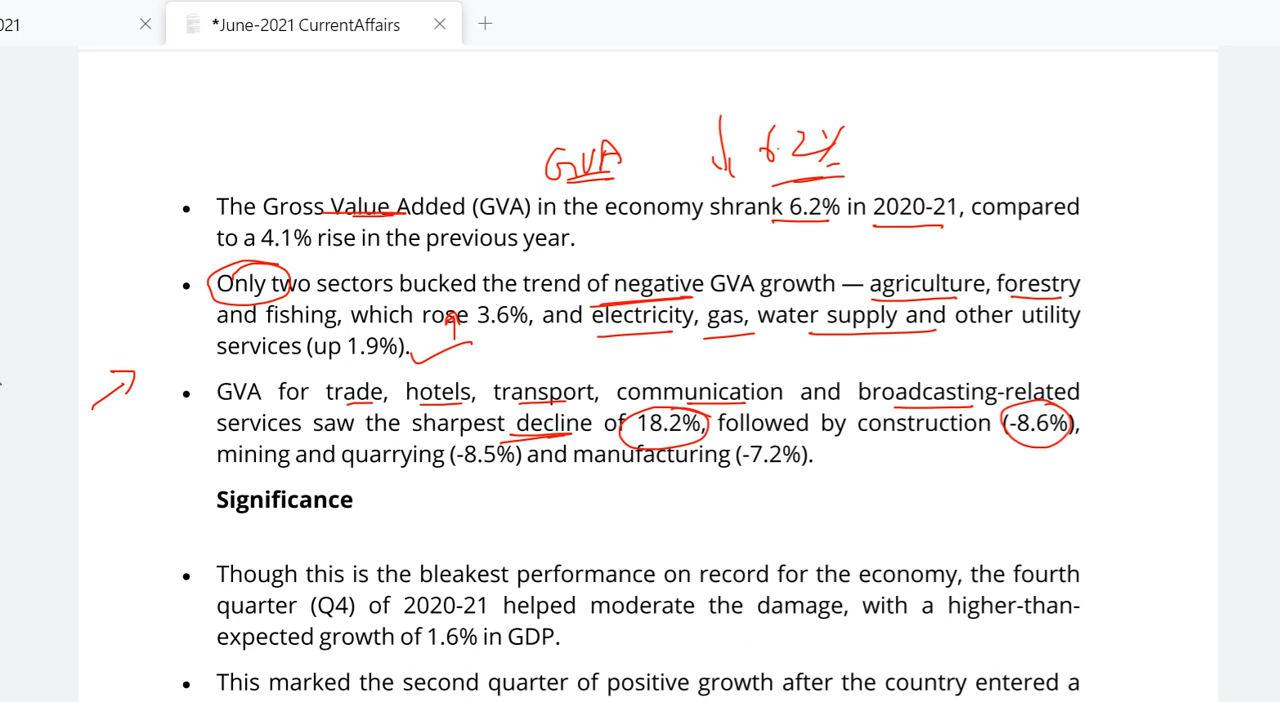 021
*June-2021 CurrentAffairs
GVA ↓ 6.2%
• The Gross Value Added (GVA) in the economy shrank 6.2% in 2020-21, compared
to a 4.1% rise in the previous year.
• Only two sectors bucked the trend of negative GVA growth — agriculture, forestry
and fishing, which rose 3.6%, and electricity, gas, water supply and other utility
services (up 1.9%).
• GVA for trade, hotels, transport, communication and broadcasting-related
services saw the sharpest decline of 18.2%, followed by construction (-8.6%),
mining and quarrying (-8.5%) and manufacturing (-7.2%).
Significance
• Though this is the bleakest performance on record for the economy, the fourth
quarter (Q4) of 2020-21 helped moderate the damage, with a higher-than-
expected growth of 1.6% in GDP.
• This marked the second quarter of positive growth after the country entered a